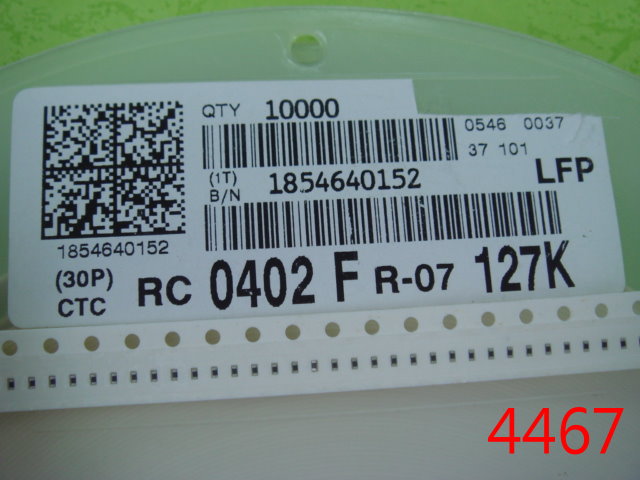 QTY 10000
0546 0037
37 101
(1T)
B/N 1854640152
LFP
1854640152
(30P)
CTC
RC 0402 F R-07 127K
4467